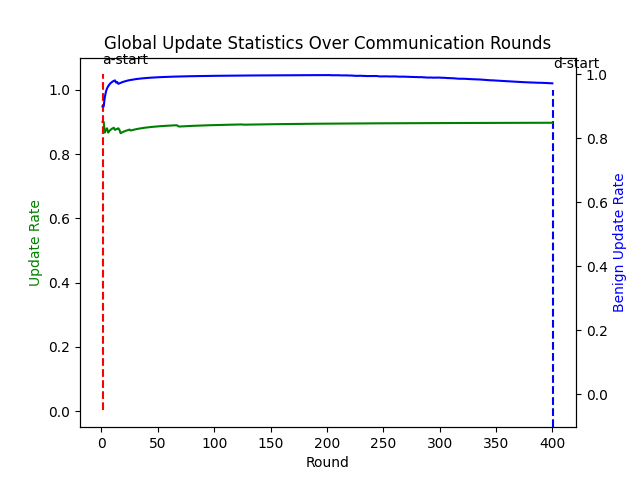 Global Update Statistics Over Communication Rounds
a-start
d-start
1.0
0.8
0.6
0.4
0.2
0.0
Update Rate
1.0
0.8
0.6
0.4
0.2
0.0
Benign Update Rate
0 50 100 150 200 250 300 350 400
Round